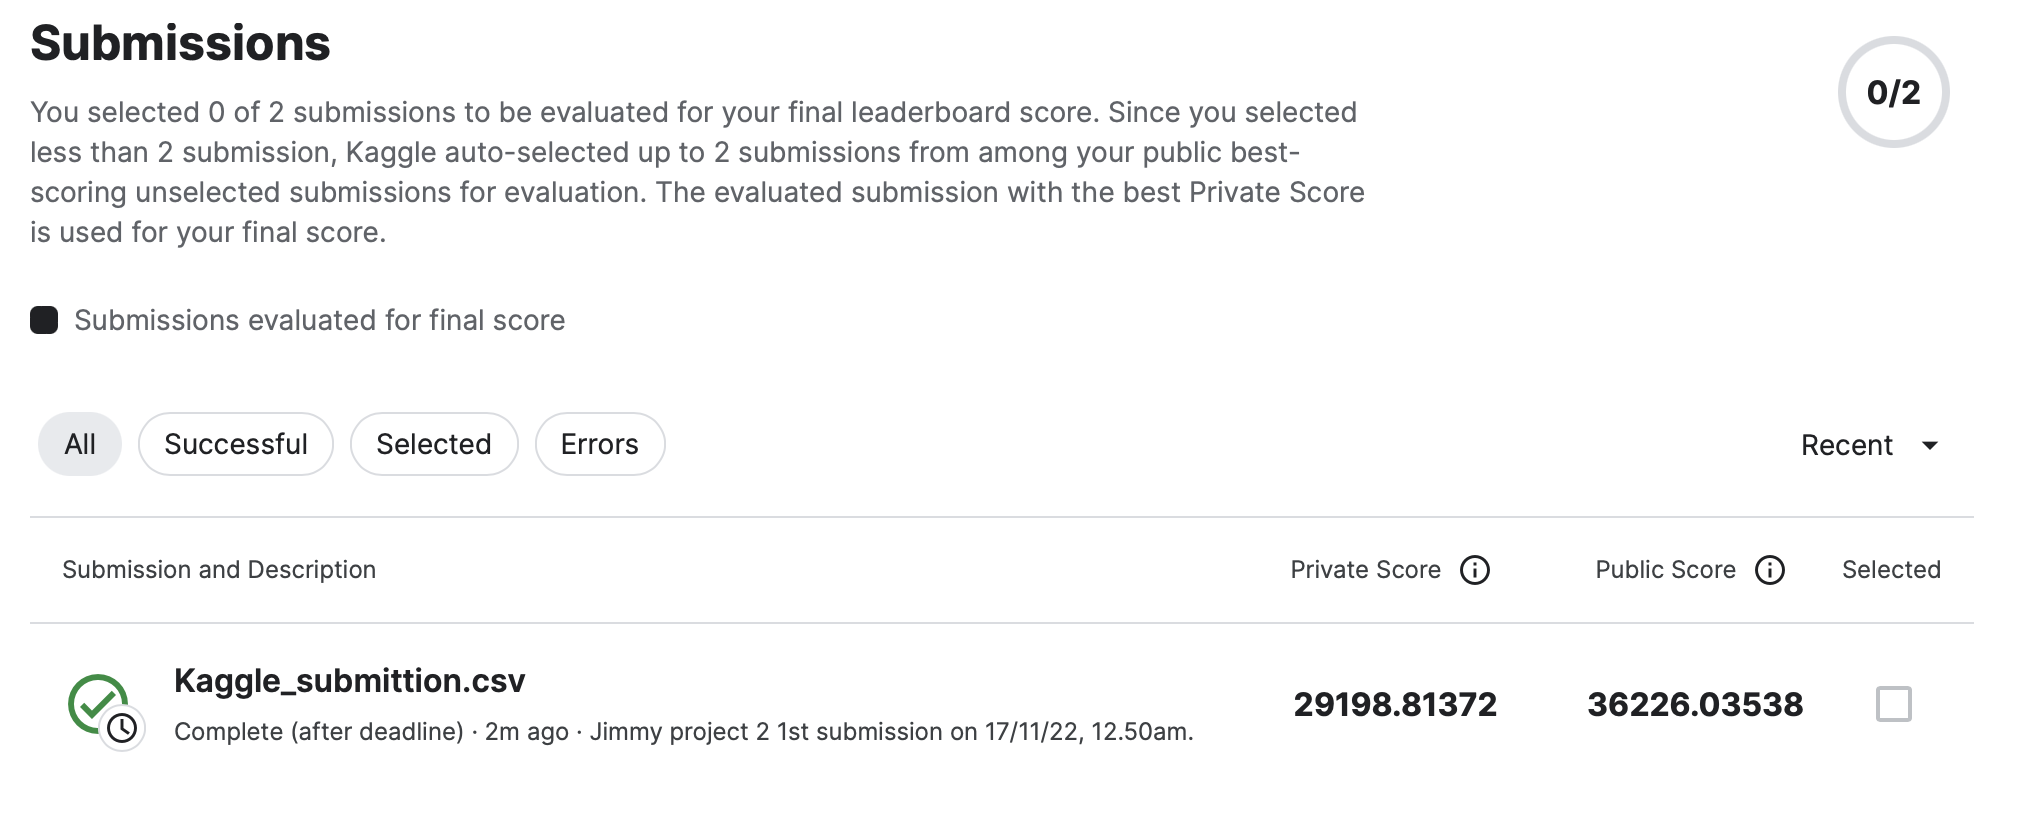 Submissions
0/2
You selected 0 of 2 submissions to be evaluated for your final leaderboard score. Since you selected
less than 2 submission, Kaggle auto-selected up to 2 submissions from among your public best-
scoring unselected submissions for evaluation. The evaluated submission with the best Private Score
is used for your final score.
Submissions evaluated for final score
All Successful Selected Errors Recent
Submission and Description Private Score Public Score Selected
Kaggle_submittion.csv
29198.81372 36226.03538
Complete (after deadline) · 2m ago · Jimmy project 2 1st submission on 17/11/22, 12.50am.